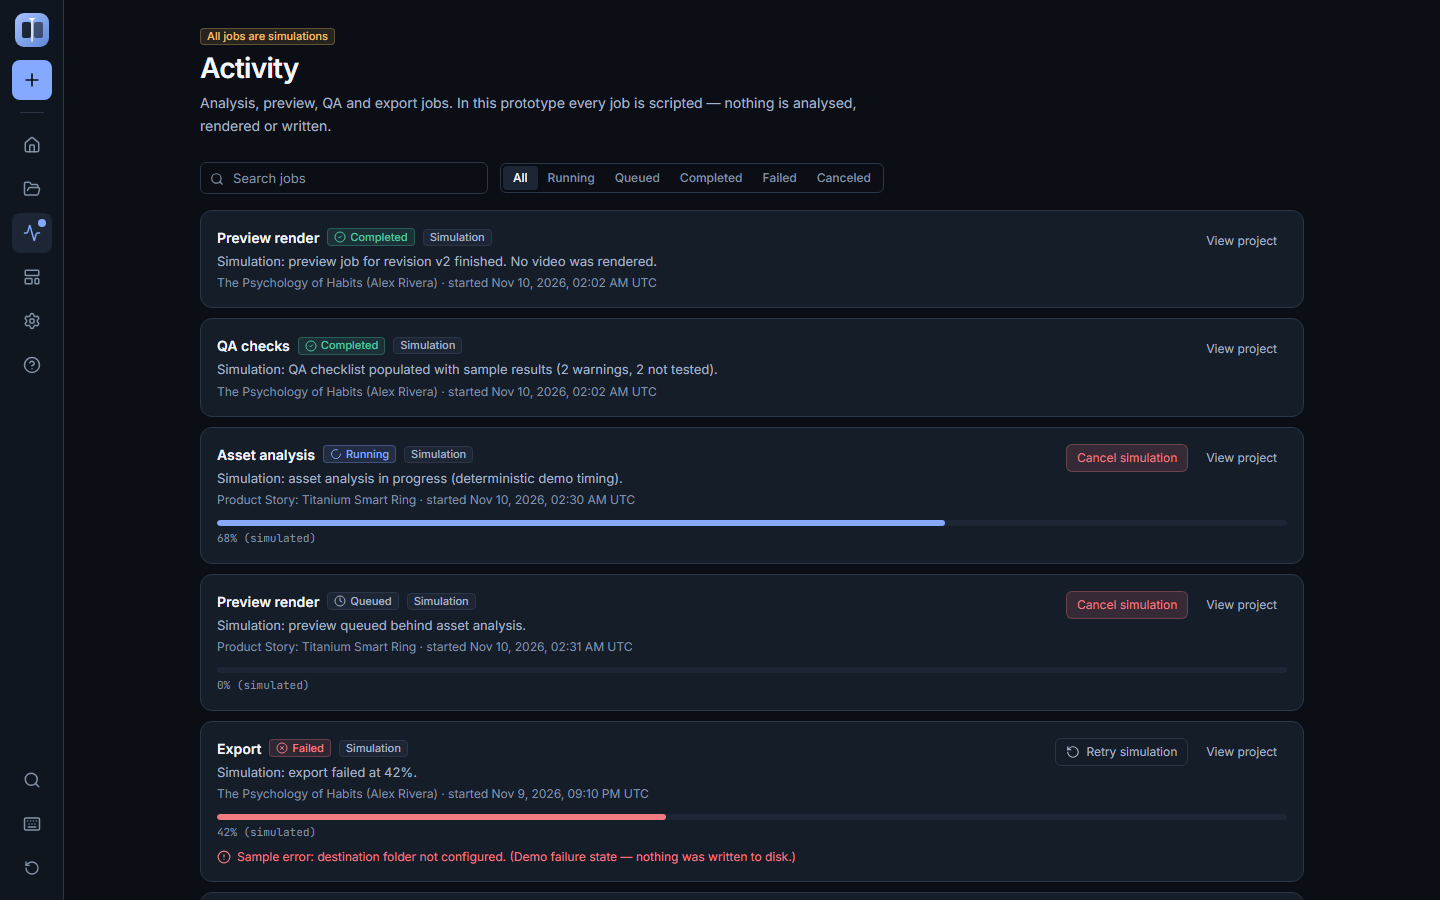 All jobs are simulations
Activity
Analysis, preview, QA and export jobs. In this prototype every job is scripted — nothing is analysed,
rendered or written.
Search jobs
All Running Queued Completed Failed Canceled
Preview render Completed Simulation View project
Simulation: preview job for revision v2 finished. No video was rendered.
The Psychology of Habits (Alex Rivera) · started Nov 10, 2026, 02:02 AM UTC
QA checks Completed Simulation View project
Simulation: QA checklist populated with sample results (2 warnings, 2 not tested).
The Psychology of Habits (Alex Rivera) · started Nov 10, 2026, 02:02 AM UTC
Asset analysis Running Simulation Cancel simulation View project
Simulation: asset analysis in progress (deterministic demo timing).
Product Story: Titanium Smart Ring · started Nov 10, 2026, 02:30 AM UTC
68% (simulated)
Preview render Queued Simulation Cancel simulation View project
Simulation: preview queued behind asset analysis.
Product Story: Titanium Smart Ring · started Nov 10, 2026, 02:31 AM UTC
0% (simulated)
Export Failed Simulation Retry simulation View project
Simulation: export failed at 42%.
The Psychology of Habits (Alex Rivera) · started Nov 9, 2026, 09:10 PM UTC
42% (simulated)
Sample error: destination folder not configured. (Demo failure state — nothing was written to disk.)